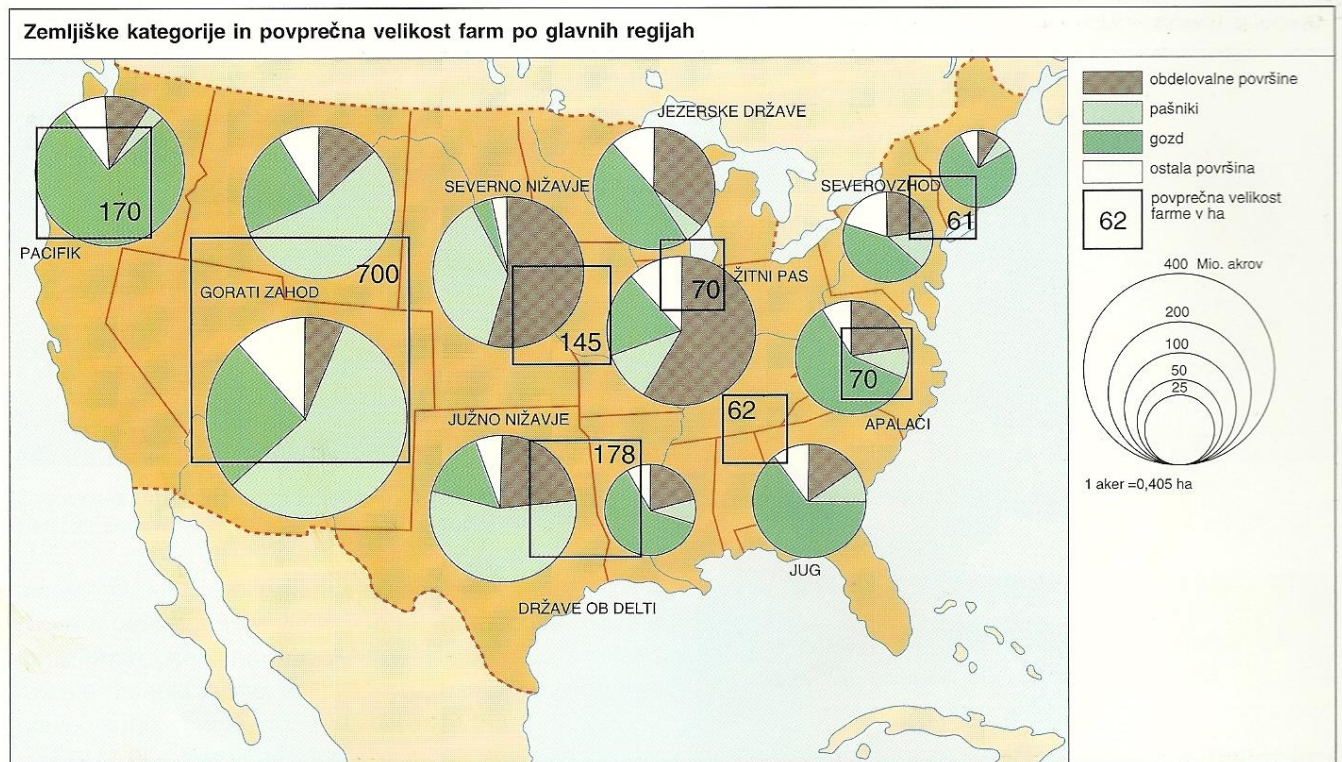 Zemljiške kategorije in povprečna velikost farm po glavnih regijah
JEZERSKE DRŽAVE
SEVERNO NIŽAVJE
SEVEROVZHOD
170
61
PACIFIK
700
GORATI ZAHOD
70
ŽITNI PAS
145
70
62
JUŽNO NIŽAVJE
APALAČI
178
JUG
DRŽAVE OB DELTI
obdelovalne površine
pašniki
gozd
ostala površina
62
povprečna velikost
farme v ha
400 Mio. akrov
200
100
50
25
1 aker =0,405 ha